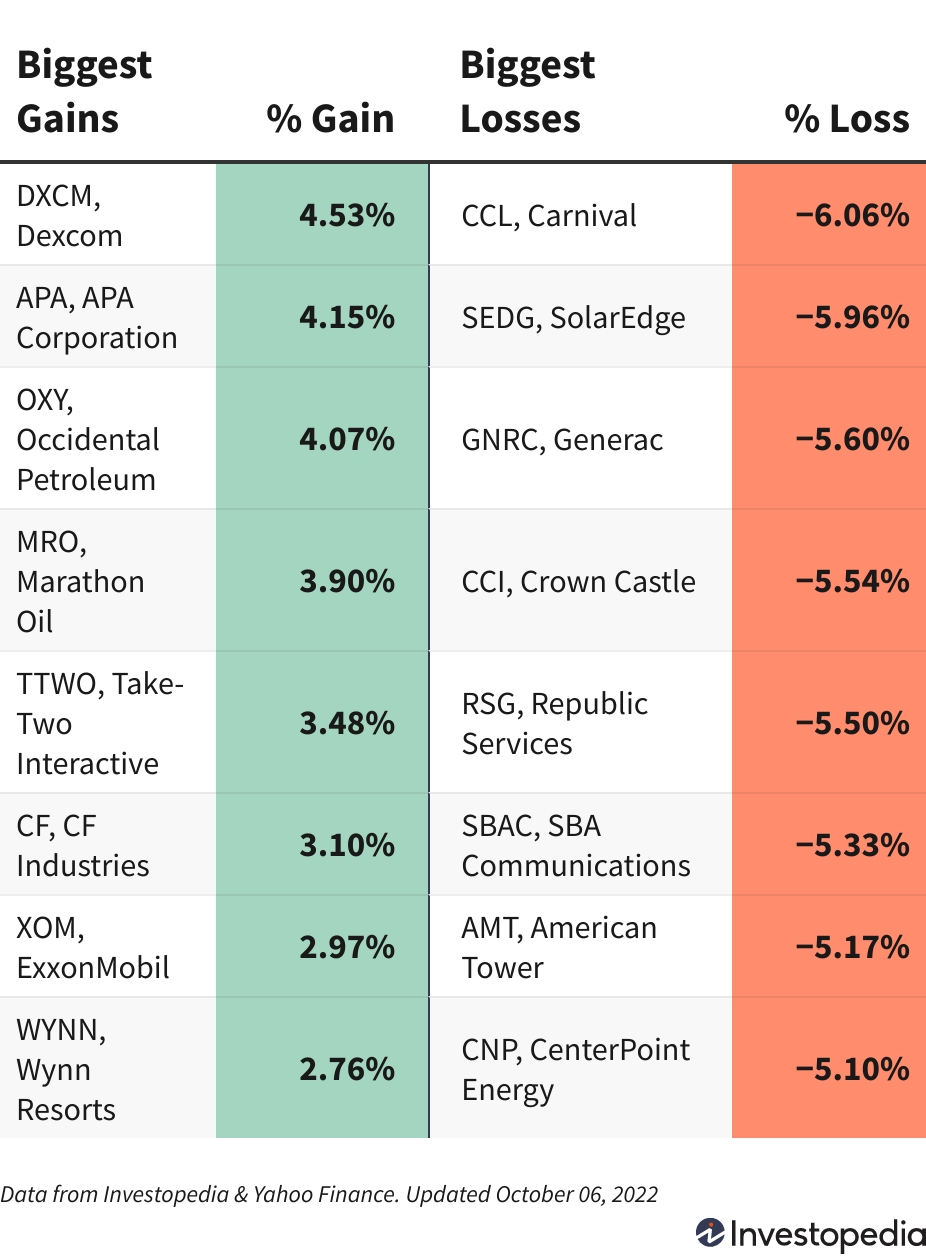 Biggest
Gains
% Gain
Biggest
Losses
% Loss
DXCM,
Dexcom
4.53%
CCL, Carnival
−6.06%
APA, APA
Corporation
4.15%
SEDG, SolarEdge
−5.96%
OXY,
Occidental
Petroleum
4.07%
GNRC, Generac
−5.60%
MRO,
Marathon
Oil
3.90%
CCI, Crown Castle
−5.54%
TTWO, Take-
Two
Interactive
3.48%
RSG, Republic
Services
−5.50%
CF, CF
Industries
3.10%
SBAC, SBA
Communications
−5.33%
XOM,
ExxonMobil
2.97%
AMT, American
Tower
−5.17%
WYNN,
Wynn
Resorts
2.76%
CNP, CenterPoint
Energy
−5.10%
Data from Investopedia & Yahoo Finance. Updated October 06, 2022
Investopedia